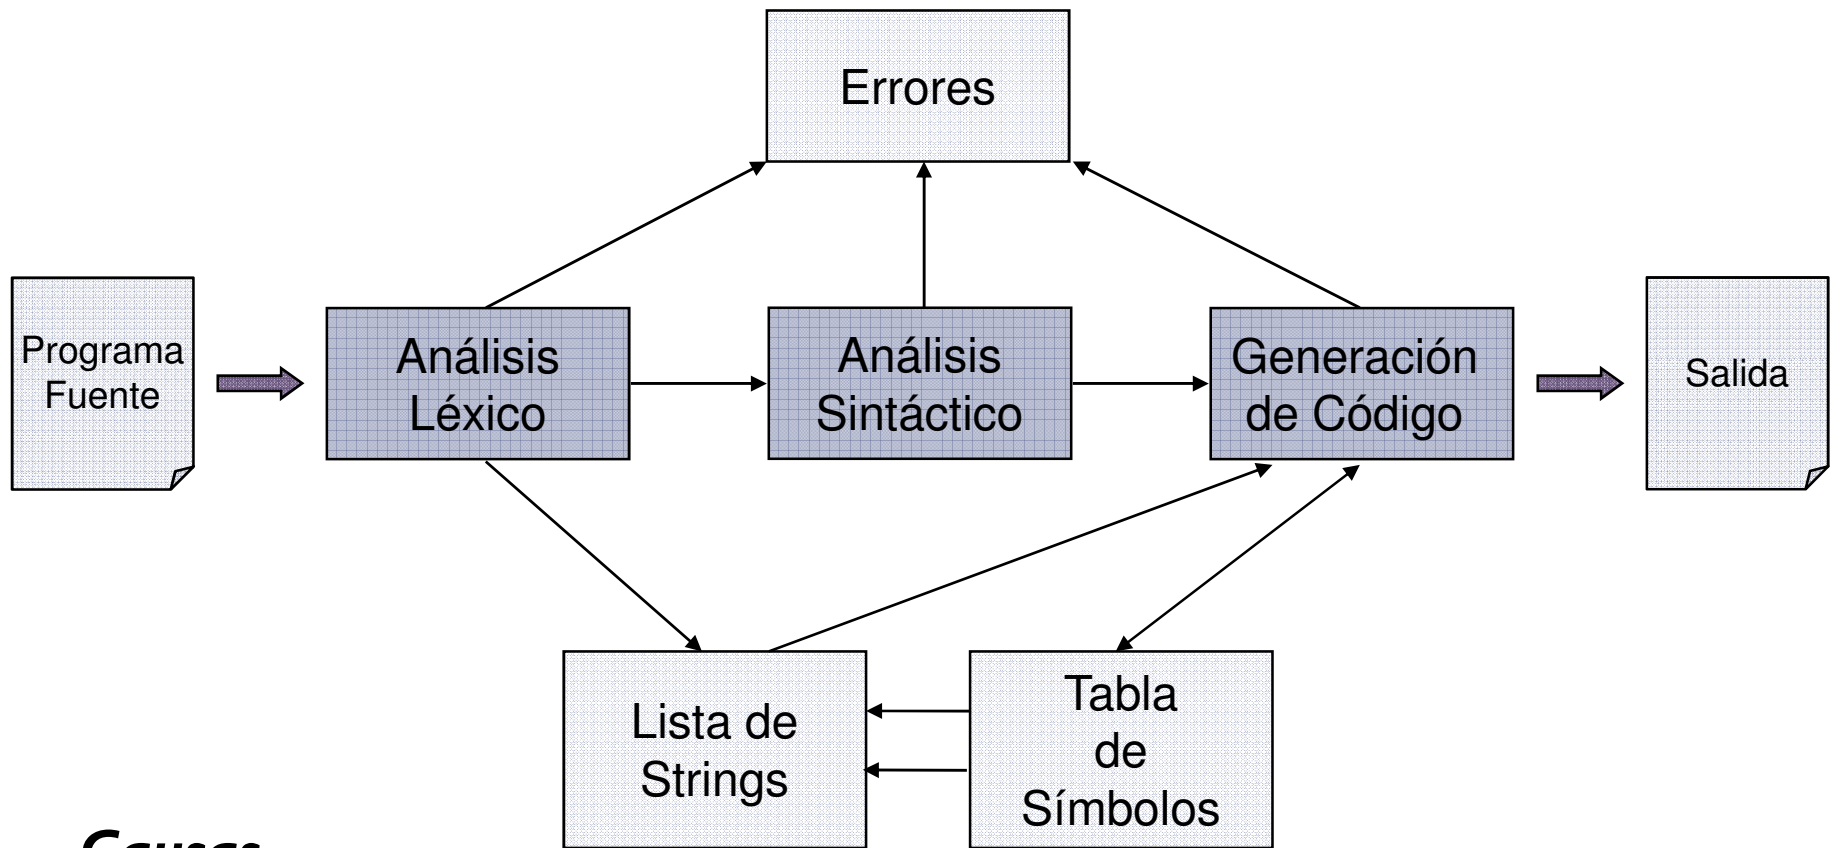 Errores
Programa
Fuente
Análisis
Léxico
Análisis
Sintáctico
Generación
de Código
Salida
Lista de
Strings
Tabla
de
Símbolos